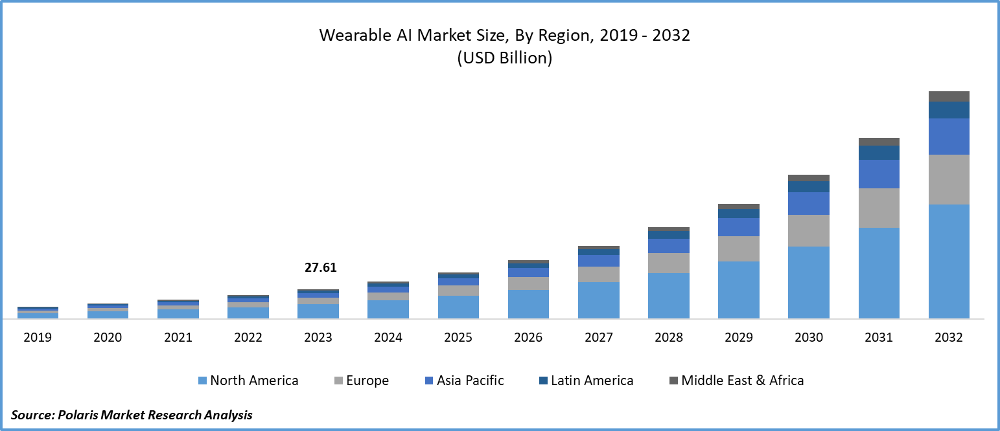 Wearable AI Market Size, By Region, 2019 - 2032
(USD Billion)
27.61
2019 2020 2021 2022 2023 2024 2025 2026 2027 2028 2029 2030 2031 2032
North America Europe Asia Pacific Latin America Middle East & Africa
Source: Polaris Market Research Analysis